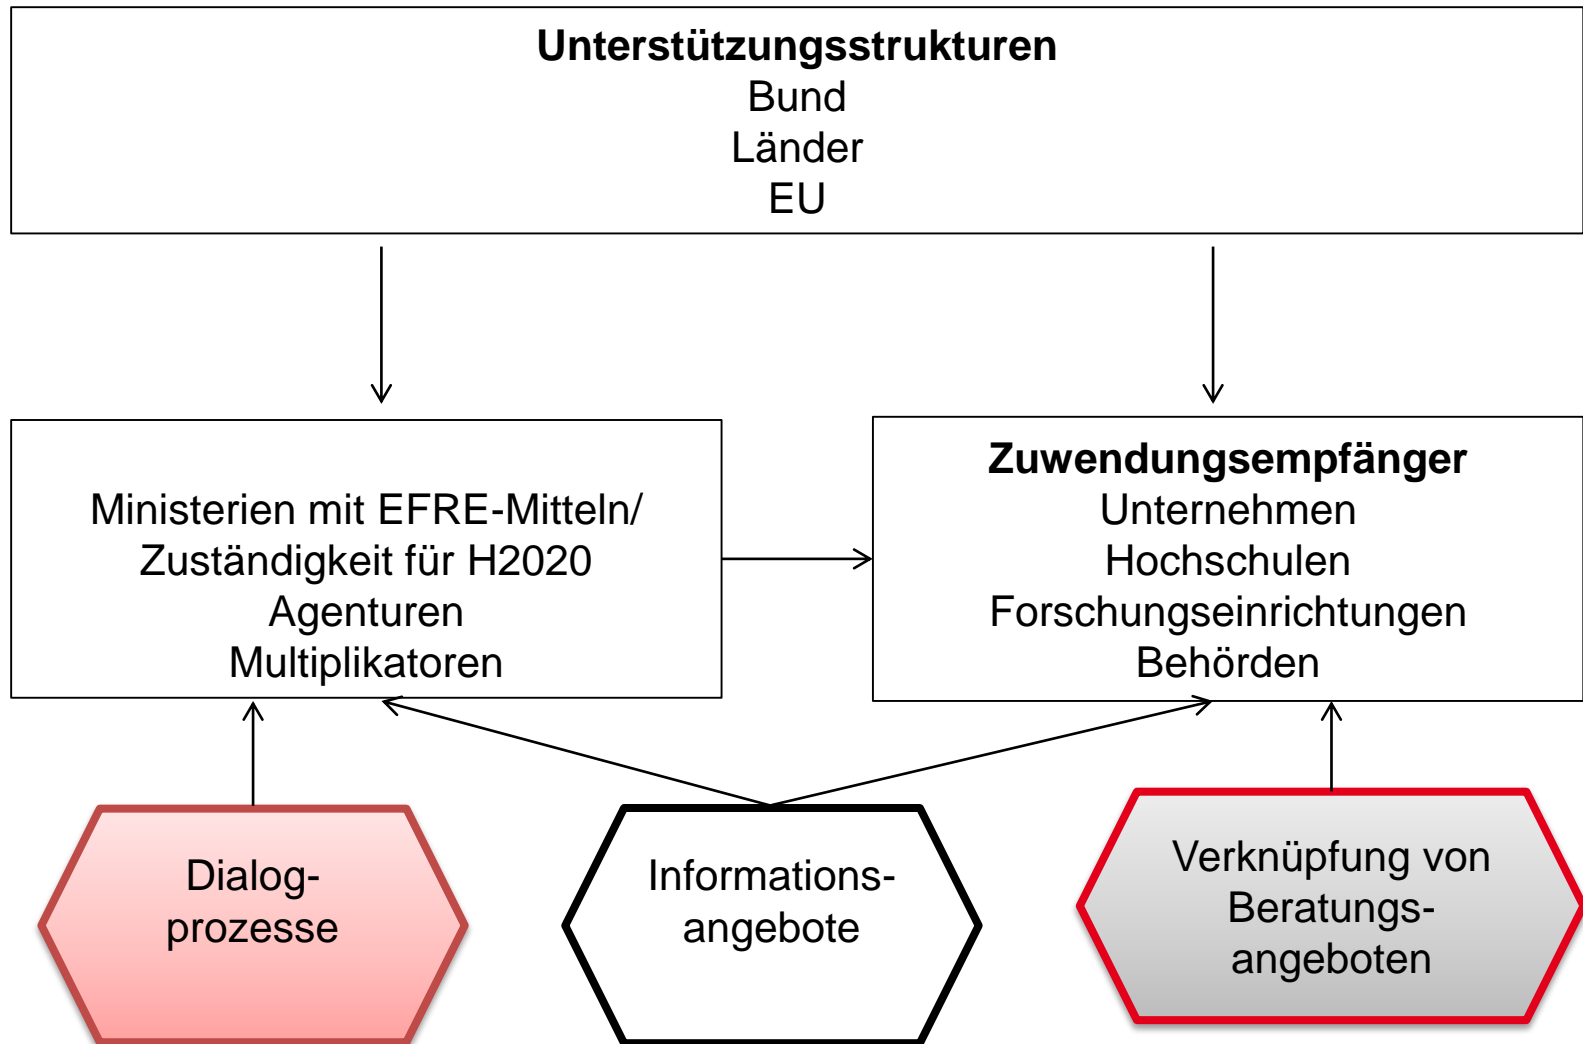 Unterstützungsstrukturen
Bund
Länder
EU
Ministerien mit EFRE-Mitteln/
Zuständigkeit für H2020
Agenturen
Multiplikatoren
Zuwendungsempfänger
Unternehmen
Hochschulen
Forschungseinrichtungen
Behörden
Dialog-
prozesse
Informations-
angebote
Verknüpfung von
Beratungs-
angeboten